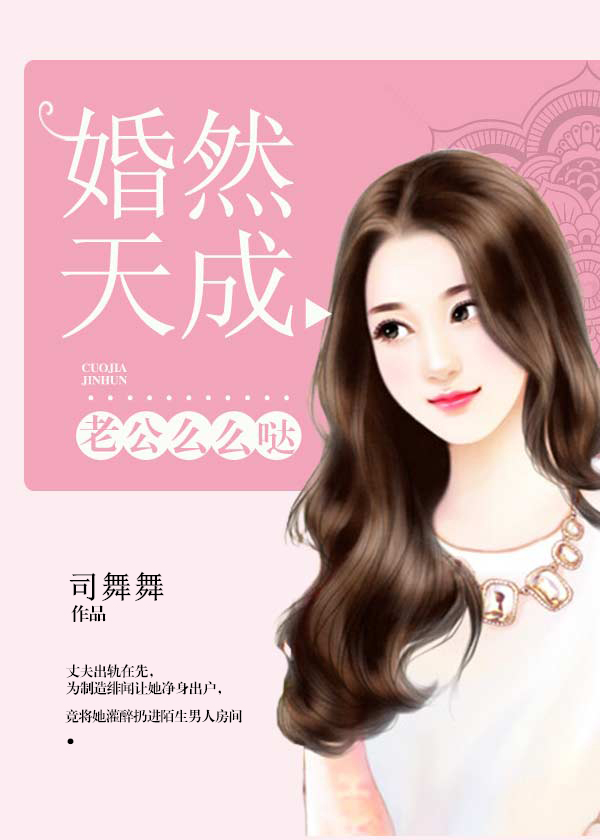 婚然
天成
CUOJIA
JINHUN
老公么么哒
司舞舞
作品
丈夫出轨在先，
为制造绯闻让她净身出户，
竟将她灌醉扔进陌生男人房间